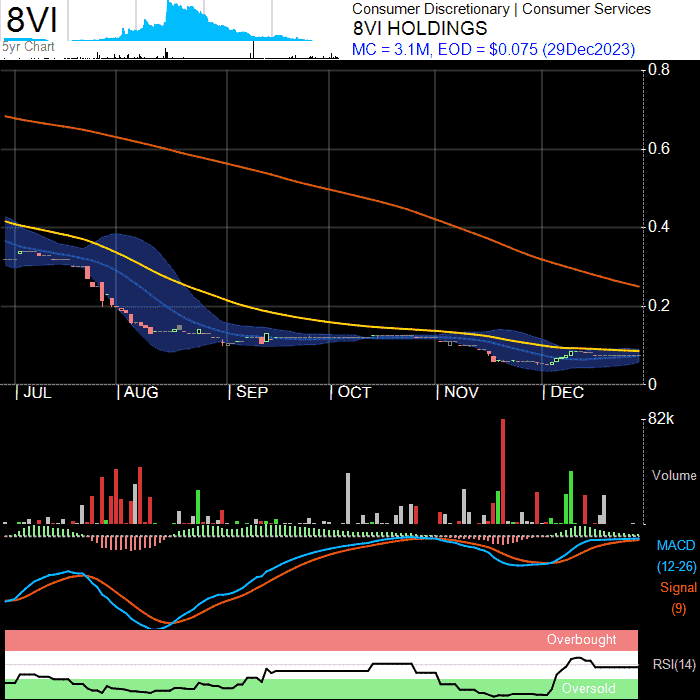 8VI
5yr Chart
Consumer Discretionary | Consumer Services
8VI HOLDINGS
MC = 3.1M, EOD = $0.075 (29Dec2023)
0.8
0.6
0.4
0.2
0
| JUL | AUG | SEP | OCT | NOV | DEC
82k
Volume
MACD
(12-26)
Signal
(9)
Overbought
RSI(14)
Oversold